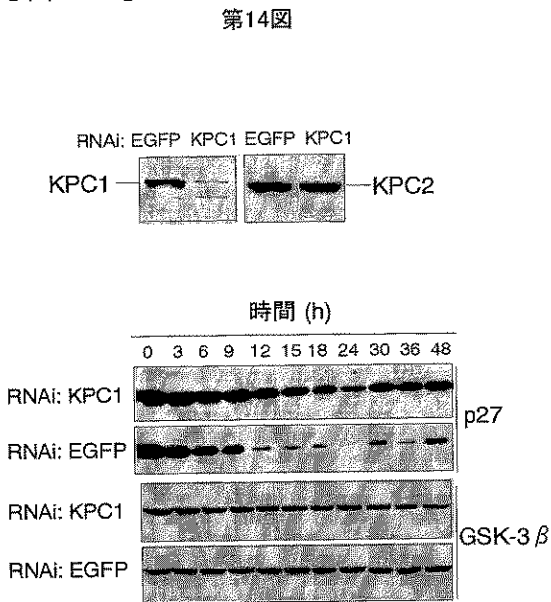 第14図
RNAi: EGFP KPC1 EGFP KPC1
KPC1
KPC2
時間 (h)
0 3 6 9 12 15 18 24 30 36 48
RNAi: KPC1
p27
RNAi: EGFP
RNAi: KPC1
GSK-3 β
RNAi: EGFP